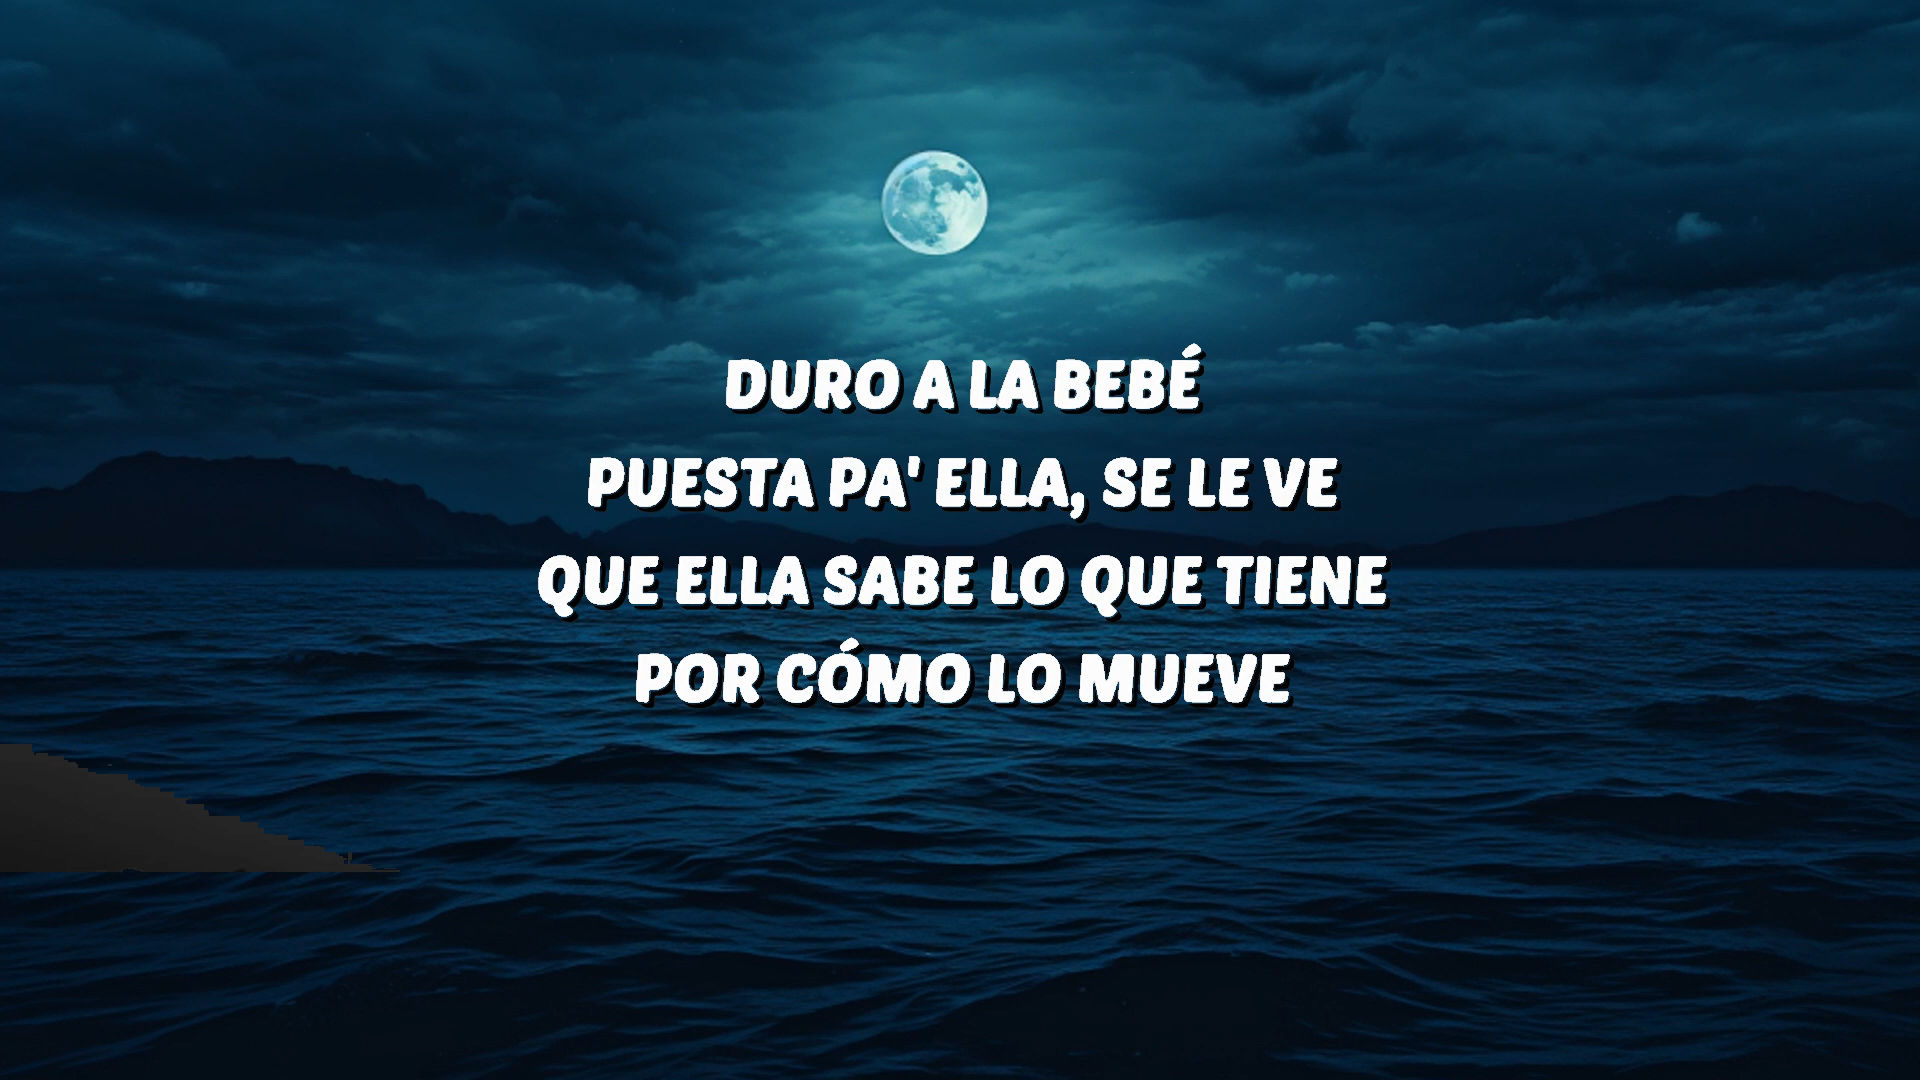 DURO A LA BEBÉ
PUESTA PA' ELLA, SE LE VE
QUE ELLA SABE LO QUE TIENE
POR CÓMO LO MUEVE